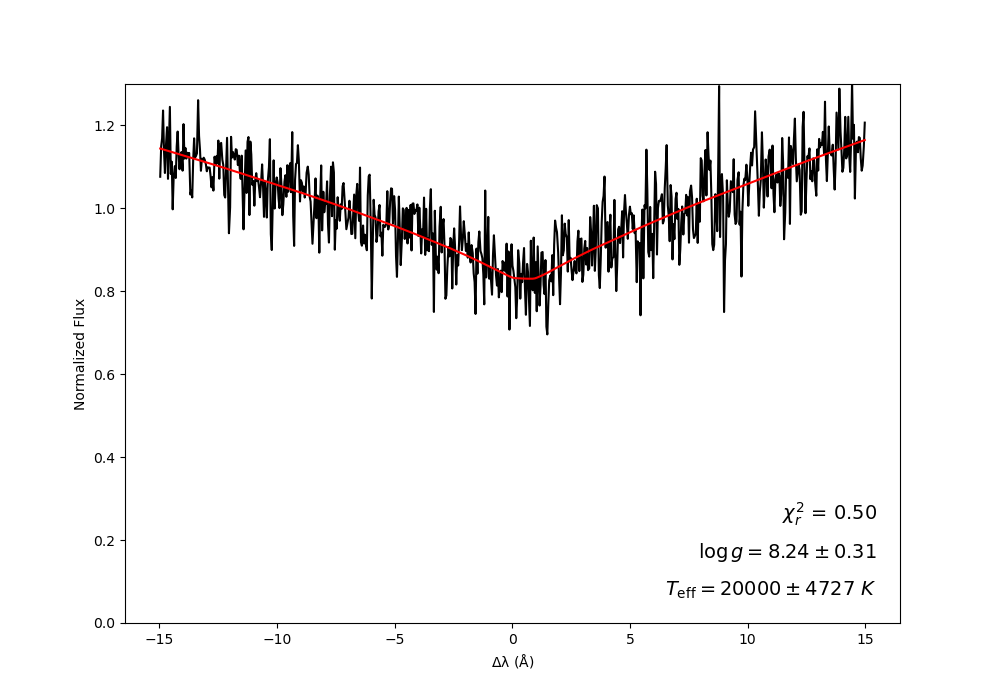 1.2
1.0
0.8
0.6
0.4
0.2
0.0
Normalized Flux
χ²ᵣ = 0.50
log g = 8.24 ± 0.31
T_eff = 20000 ± 4727 K
−15 −10 −5 0 5 10 15
Δλ (Å)